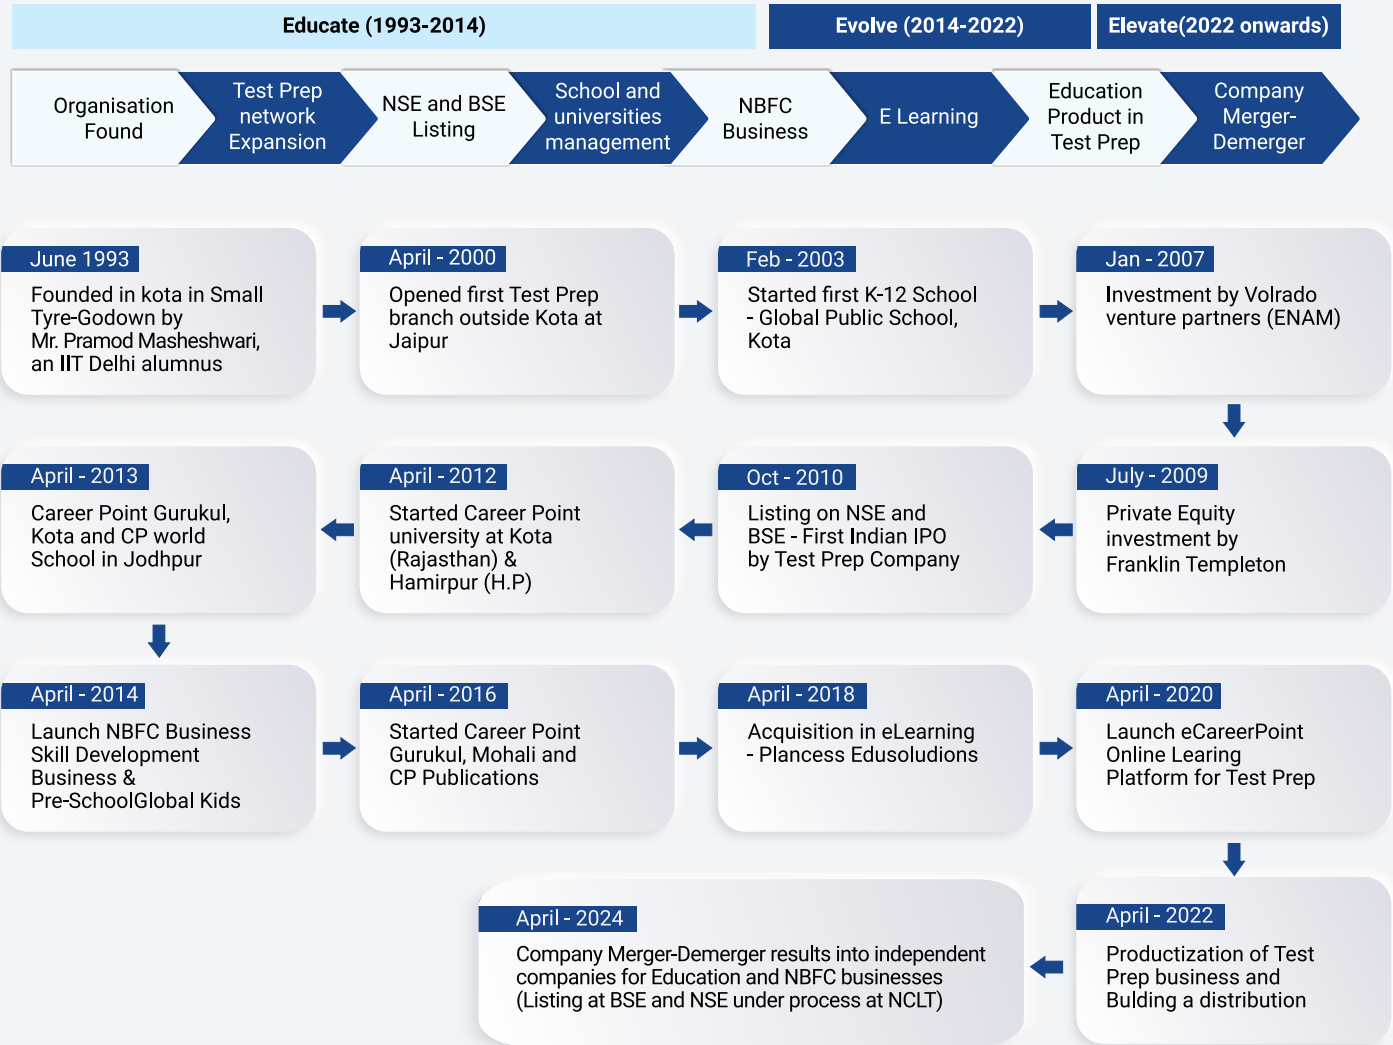 Educate (1993-2014)
Evolve (2014-2022)
Elevate(2022 onwards)
Organisation
Found
Test Prep
network
Expansion
NSE and BSE
Listing
School and
universities
management
NBFC
Business
E Learning
Education
Product in
Test Prep
Company
Merger-
Demerger
June 1993
Founded in kota in Small
Tyre-Godown by
Mr. Pramod Masheshwari,
an IIT Delhi alumnus
April - 2000
Opened first Test Prep
branch outside Kota at
Jaipur
Feb - 2003
Started first K-12 School
- Global Public School,
Kota
Jan - 2007
Investment by Volrado
venture partners (ENAM)
July - 2009
Private Equity
investment by
Franklin Templeton
Oct - 2010
Listing on NSE and
BSE - First Indian IPO
by Test Prep Company
April - 2012
Started Career Point
university at Kota
(Rajasthan) &
Hamirpur (H.P)
April - 2013
Career Point Gurukul,
Kota and CP world
School in Jodhpur
April - 2014
Launch NBFC Business
Skill Development
Business &
Pre-SchoolGlobal Kids
April - 2016
Started Career Point
Gurukul, Mohali and
CP Publications
April - 2018
Acquisition in eLearning
- Plancess Edusoludions
April - 2020
Launch eCareerPoint
Online Learing
Platform for Test Prep
April - 2022
Productization of Test
Prep business and
Bulding a distribution
April - 2024
Company Merger-Demerger results into independent
companies for Education and NBFC businesses
(Listing at BSE and NSE under process at NCLT)